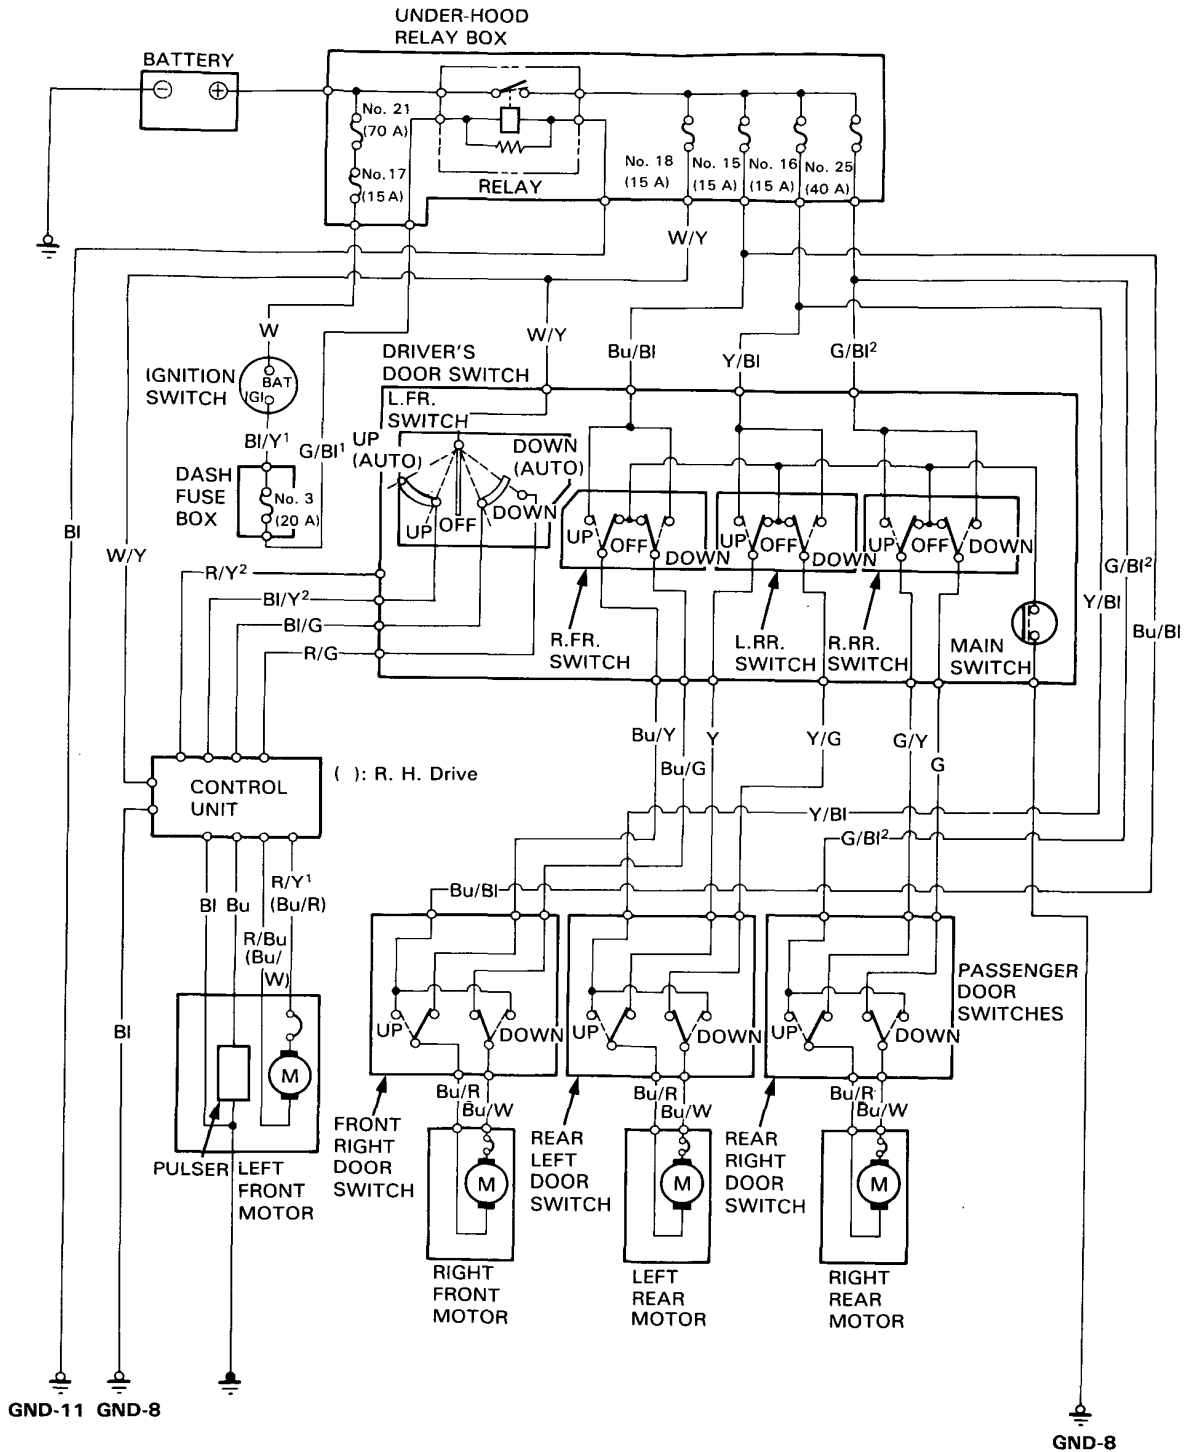 UNDER-HOOD
RELAY BOX
BATTERY
No. 21
(70 A)
No. 17
(15 A)
RELAY
No. 18
(15 A)
No. 15
(15 A)
No. 16
(15 A)
No. 25
(40 A)
W/Y
W
W/Y
Bu/Bl
Y/Bl
G/Bl²
IGNITION
SWITCH
BAT
IGI
DRIVER'S
DOOR SWITCH
L.FR.
SWITCH
Bl/Y¹
G/Bl¹
UP
(AUTO)
DOWN
(AUTO)
DASH
FUSE
BOX
No. 3
(20 A)
UP
OFF
DOWN
UP
OFF
DOWN
UP
OFF
DOWN
UP
OFF
DOWN
Bl
W/Y
R/Y²
Bl/Y²
Bl/G
R/G
R.FR.
SWITCH
L.RR.
SWITCH
R.RR.
SWITCH
MAIN
SWITCH
G/Bl²
Y/Bl
Bu/Bl
Bu/Y
Bu/G
Y
Y/G
G/Y
G
CONTROL
UNIT
( ): R. H. Drive
Y/Bl
G/Bl²
Bu/Bl
Bl
Bu
R/Y¹
(Bu/R)
R/Bu
(Bu/
W)
PASSENGER
DOOR
SWITCHES
UP
DOWN
UP
DOWN
UP
DOWN
Bl
M
Bu/R
Bu/W
Bu/R
Bu/W
Bu/R
Bu/W
PULSER
LEFT
FRONT
MOTOR
FRONT
RIGHT
DOOR
SWITCH
M
REAR
LEFT
DOOR
SWITCH
M
REAR
RIGHT
DOOR
SWITCH
M
RIGHT
FRONT
MOTOR
LEFT
REAR
MOTOR
RIGHT
REAR
MOTOR
GND-11
GND-8
GND-8